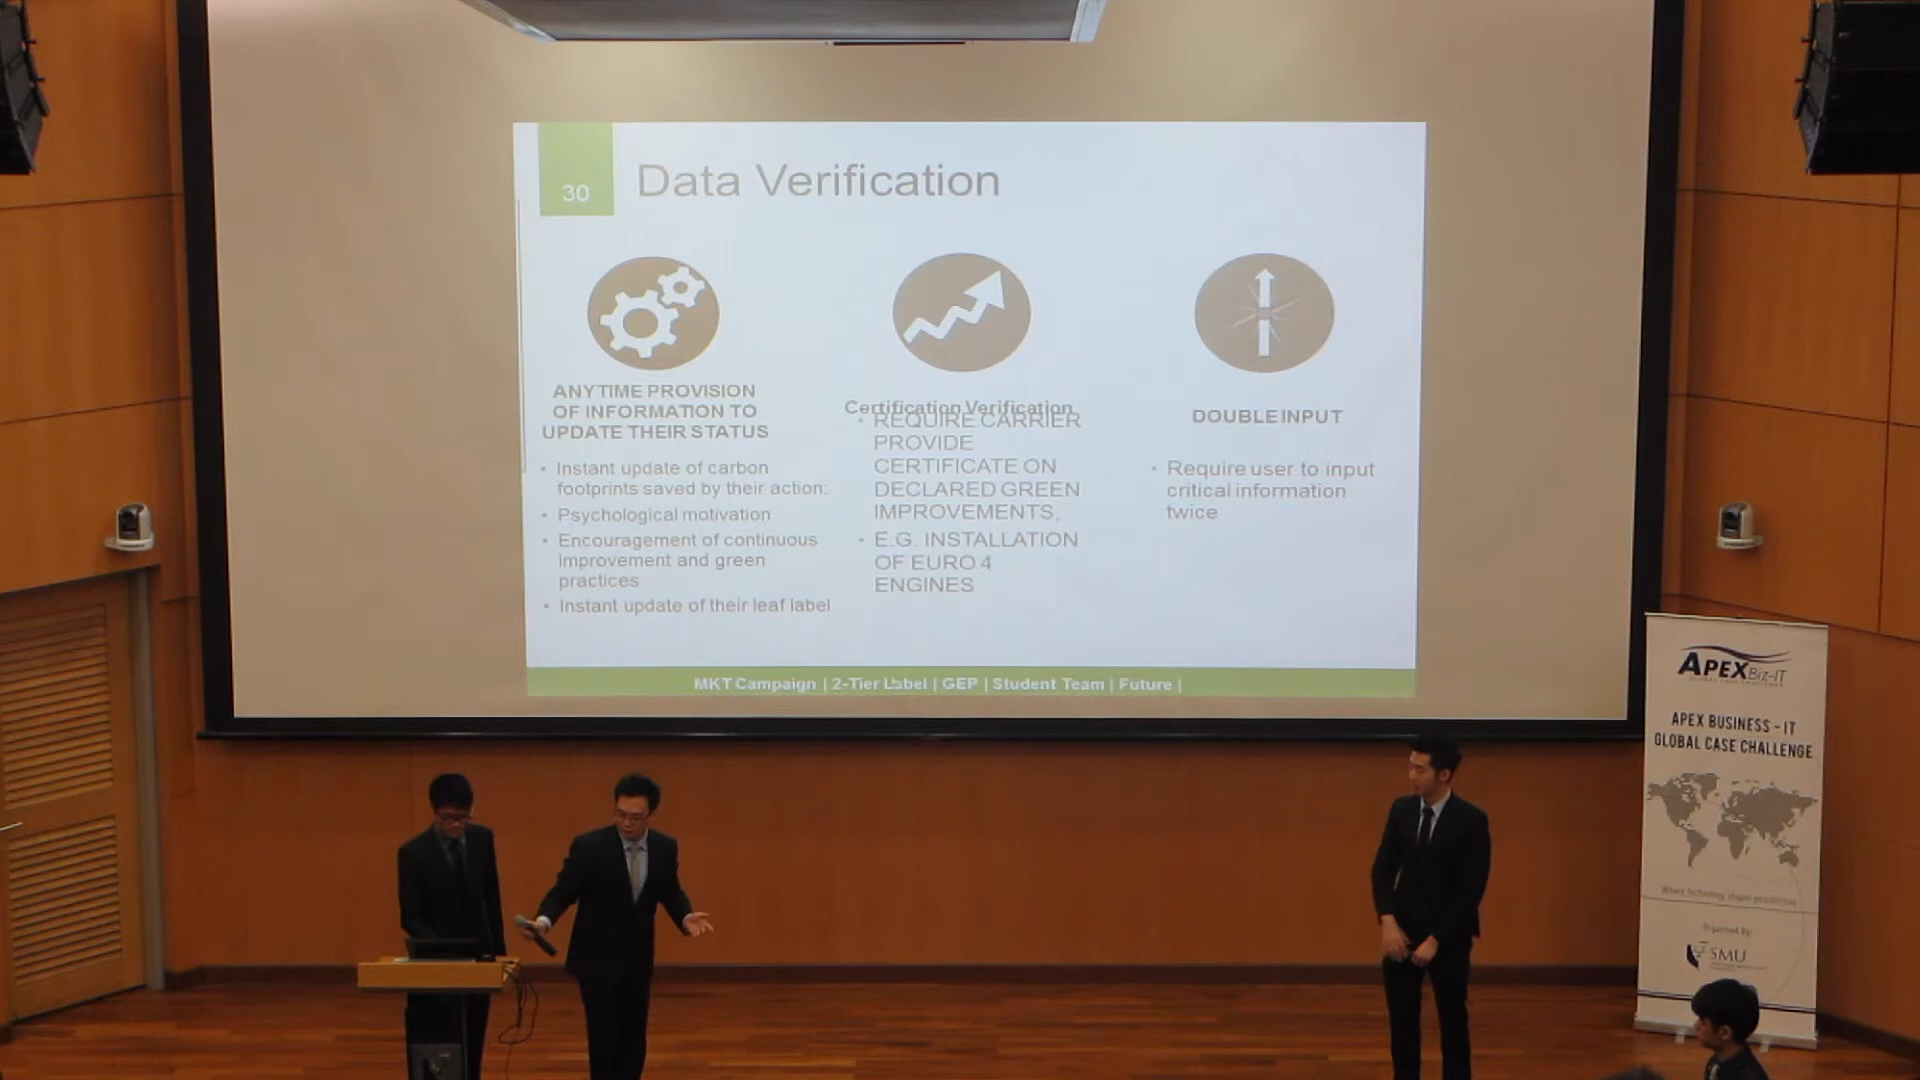 30
Data Verification
ANYTIME PROVISION
OF INFORMATION TO
UPDATE THEIR STATUS
• Instant update of carbon
footprints saved by their action:
• Psychological motivation
• Encouragement of continuous
improvement and green
practices
• Instant update of their leaf label
Certification Verification
• REQUIRE CARRIER
PROVIDE
CERTIFICATE ON
DECLARED GREEN
IMPROVEMENTS,
• E.G. INSTALLATION
OF EURO 4
ENGINES
DOUBLE INPUT
• Require user to input
critical information
twice
MKT Campaign | 2-Tier Label | GEP | Student Team | Future |
APEX Biz-IT
APEX BUSINESS - IT
GLOBAL CASE CHALLENGE
Where technology shapes possibilities
Organised By:
SMU